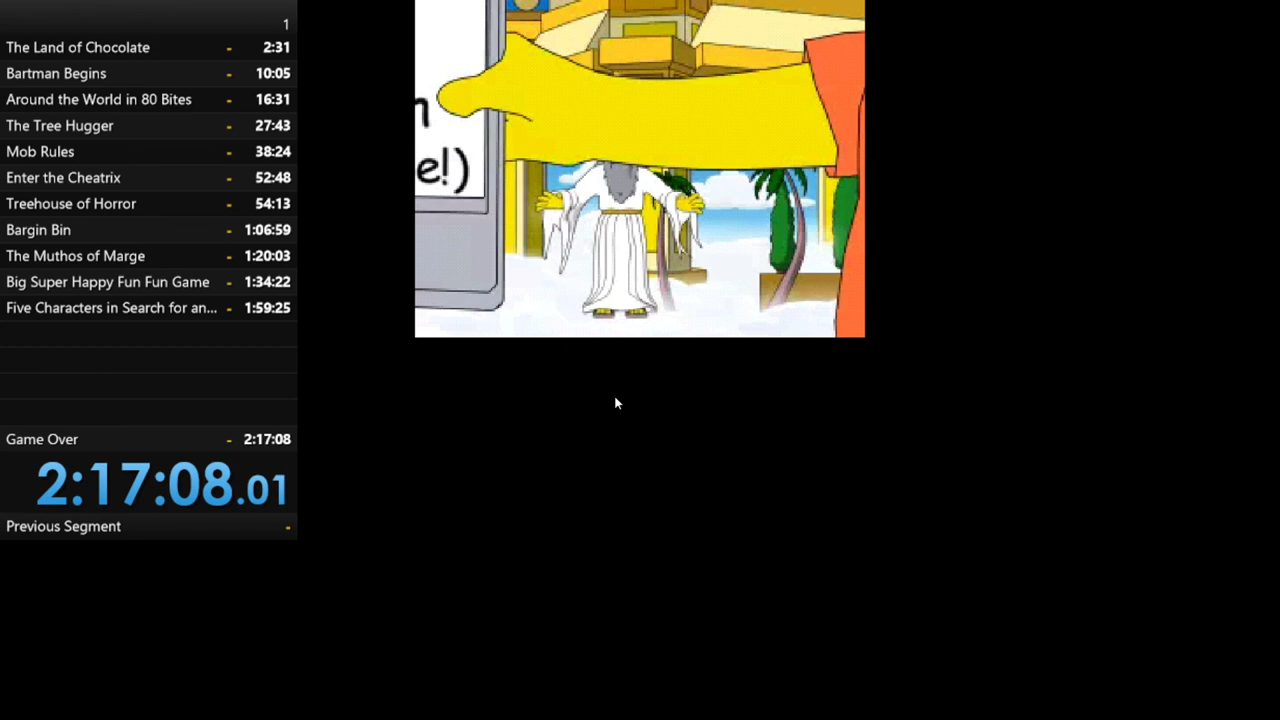 1
The Land of Chocolate - 2:31
Bartman Begins - 10:05
Around the World in 80 Bites - 16:31
The Tree Hugger - 27:43
Mob Rules - 38:24
Enter the Cheatrix - 52:48
Treehouse of Horror - 54:13
Bargin Bin - 1:06:59
The Muthos of Marge - 1:20:03
Big Super Happy Fun Fun Game - 1:34:22
Five Characters in Search for an... - 1:59:25
Game Over - 2:17:08
2:17:08.01
Previous Segment -
e!)